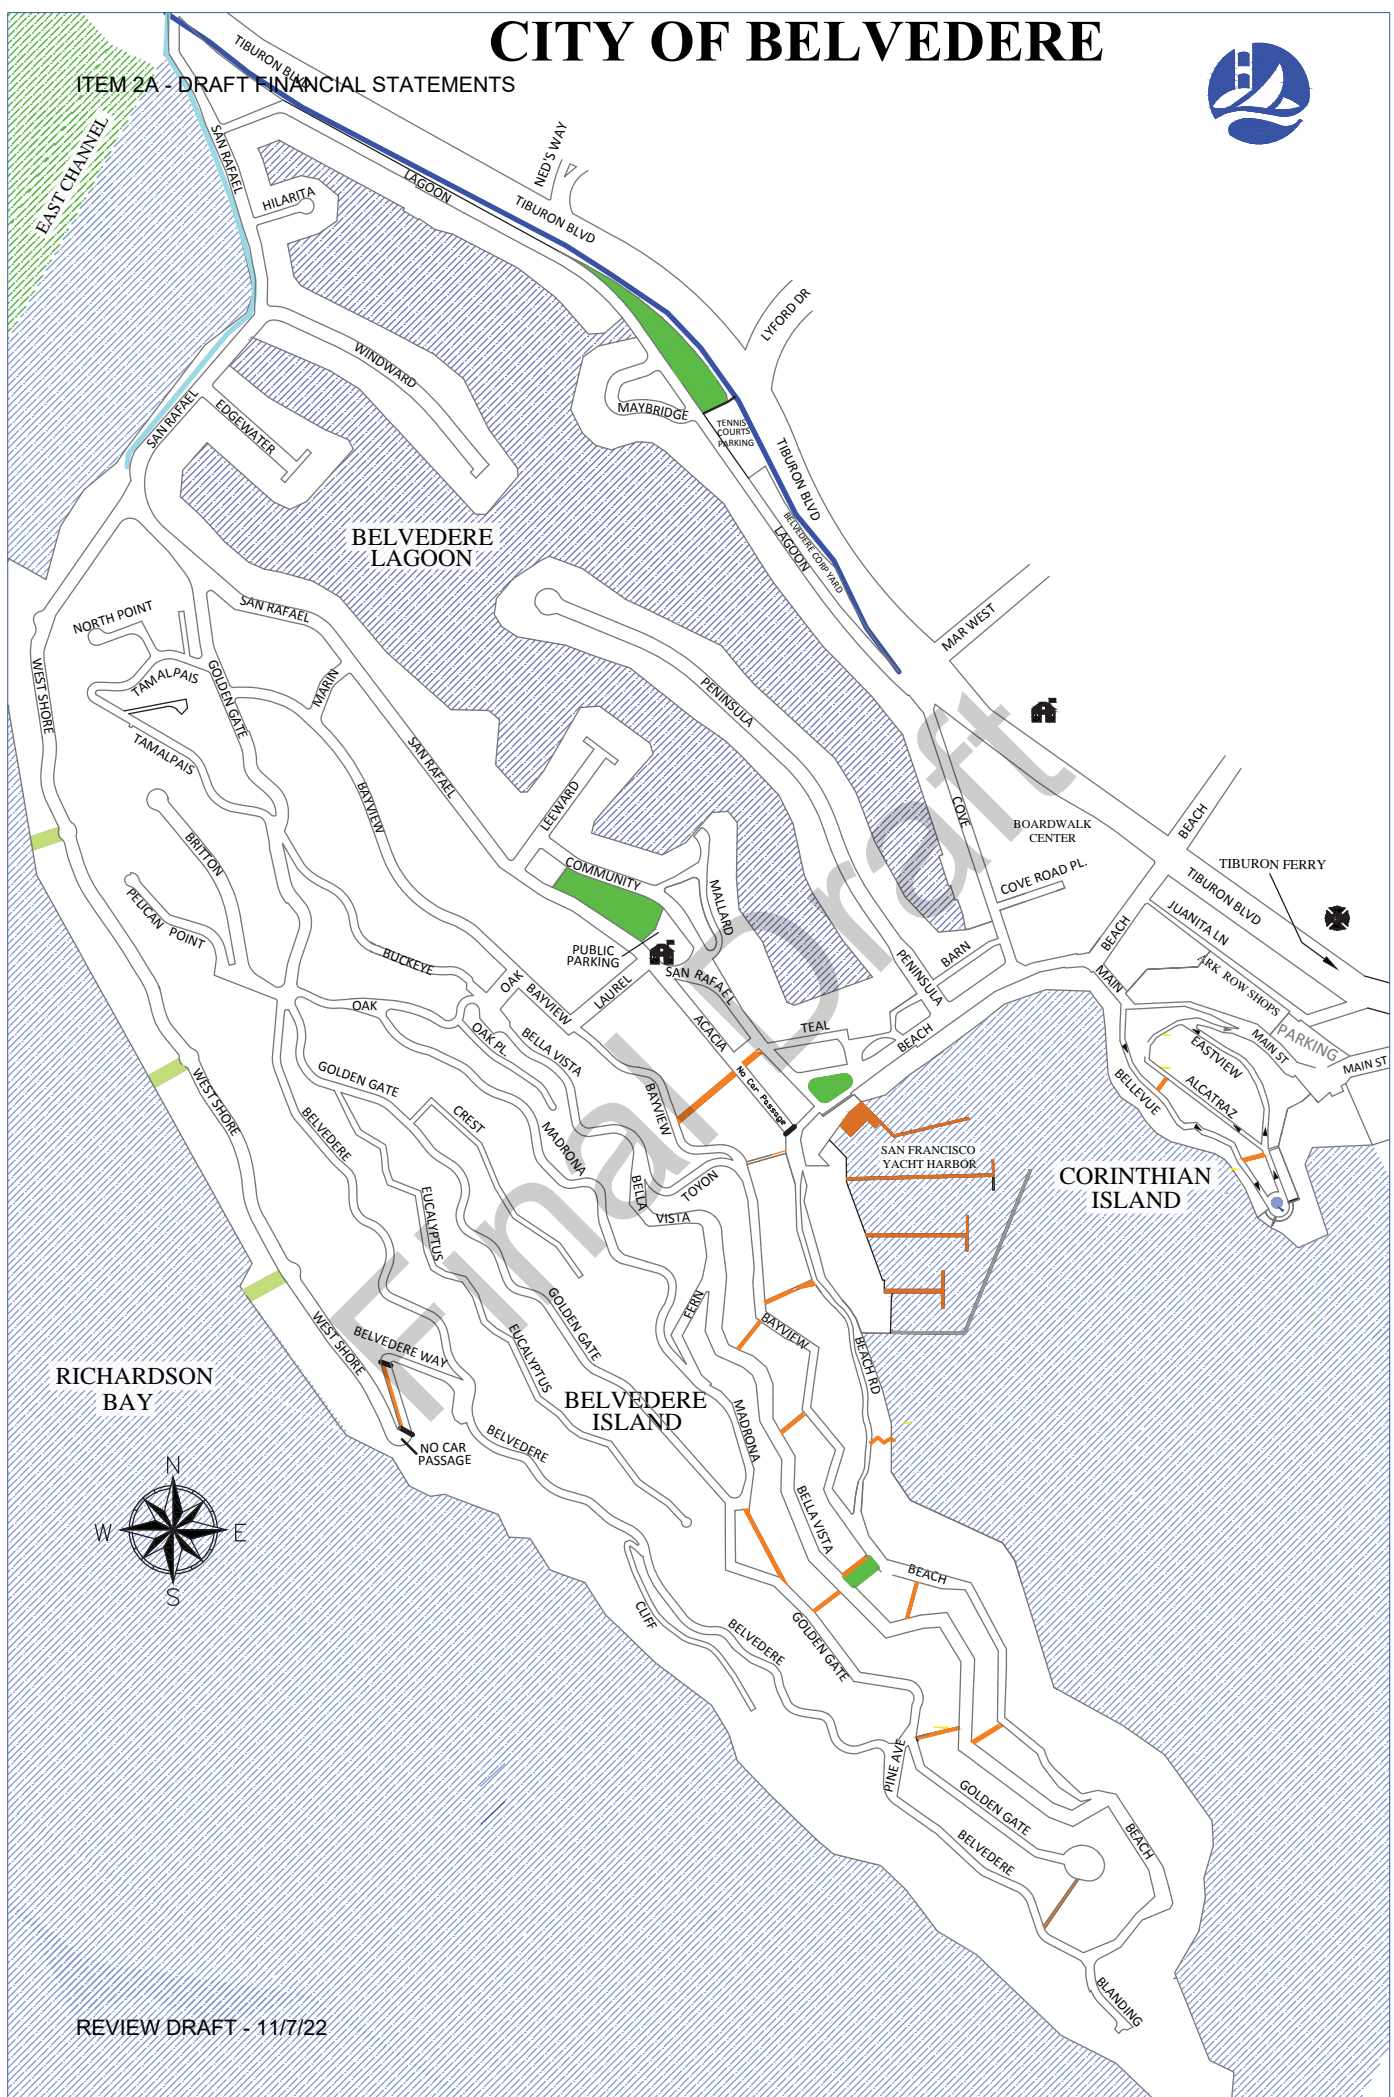 CITY OF BELVEDERE
ITEM 2A - DRAFT FINANCIAL STATEMENTS
TIBURON BLVD
EAST CHANNEL
SAN RAFAEL
HILARITA
LAGOON
NED'S WAY
TIBURON BLVD
LYFORD DR
WINDWARD
SAN RAFAEL
EDGEWATER
MAYBRIDGE
TENNIS
COURTS
PARKING
TIBURON BLVD
BELVEDERE CORP YARD
LAGOON
BELVEDERE
LAGOON
NORTH POINT
SAN RAFAEL
MAR WEST
WEST SHORE
TAMALPAIS
GOLDEN GATE
MARIN
PENINSULA
TAMALPAIS
SAN RAFAEL
BAYVIEW
LEEWARD
COVE
BOARDWALK
CENTER
BEACH
BRITTON
COMMUNITY
COVE ROAD PL.
TIBURON FERRY
TIBURON BLVD
MALLARD
JUANITA LN
PELICAN POINT
PUBLIC
PARKING
BUCKEYE
OAK
BAYVIEW
LAUREL
SAN RAFAEL
PENINSULA
BARN
BEACH
MAIN
ARK ROW SHOPS
OAK
OAK PL.
BELLA VISTA
ACACIA
TEAL
BEACH
EASTVIEW
MAIN ST
PARKING
MAIN ST
GOLDEN GATE
BAYVIEW
No Car Passage
BELLEVUE
ALCATRAZ
WEST SHORE
BELVEDERE
CREST
MADRONA
SAN FRANCISCO
YACHT HARBOR
CORINTHIAN
ISLAND
EUCALYPTUS
BELLA
VISTA
TOYON
FERN
GOLDEN GATE
BAYVIEW
BEACH RD
WEST SHORE
BELVEDERE WAY
EUCALYPTUS
RICHARDSON
BAY
BELVEDERE
ISLAND
MADRONA
NO CAR
PASSAGE
BELVEDERE
N
W
E
S
BELLA VISTA
BEACH
CLIFF
BELVEDERE
GOLDEN GATE
PINE AVE
GOLDEN GATE
BELVEDERE
BEACH
BLANDING
Final Draft
REVIEW DRAFT - 11/7/22